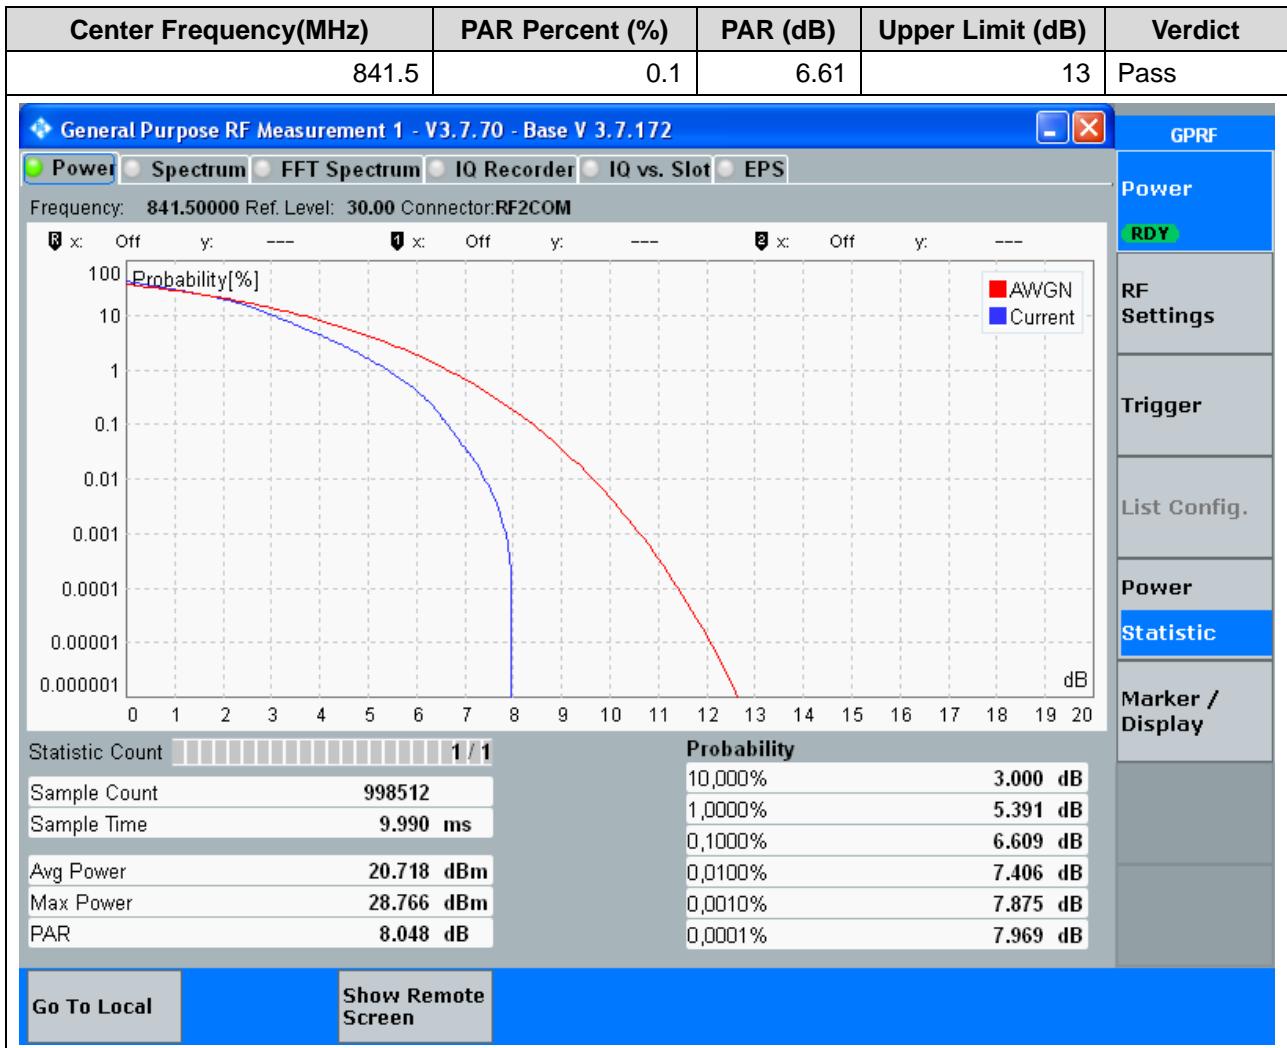 Center Frequency(MHz) PAR Percent (%) PAR (dB) Upper Limit (dB) Verdict
841.5 0.1 6.61 13 Pass
General Purpose RF Measurement 1 - V3.7.70 - Base V 3.7.172
GPRF
Power Spectrum FFT Spectrum IQ Recorder IQ vs. Slot EPS
Power
RDY
Frequency: 841.50000 Ref. Level: 30.00 Connector:RF2COM
R x: Off y: --- 1 x: Off y: --- 2 x: Off y: ---
Probability[%]
AWGN
Current
100
10
1
0.1
0.01
0.001
0.0001
0.00001
0.000001
dB
0 1 2 3 4 5 6 7 8 9 10 11 12 13 14 15 16 17 18 19 20
RF
Settings
Trigger
List Config.
Power
Statistic
Marker /
Display
Statistic Count 1 / 1
Sample Count 998512
Sample Time 9.990 ms
Avg Power 20.718 dBm
Max Power 28.766 dBm
PAR 8.048 dB
Probability
10,000% 3.000 dB
1,0000% 5.391 dB
0,1000% 6.609 dB
0,0100% 7.406 dB
0,0010% 7.875 dB
0,0001% 7.969 dB
Go To Local
Show Remote
Screen